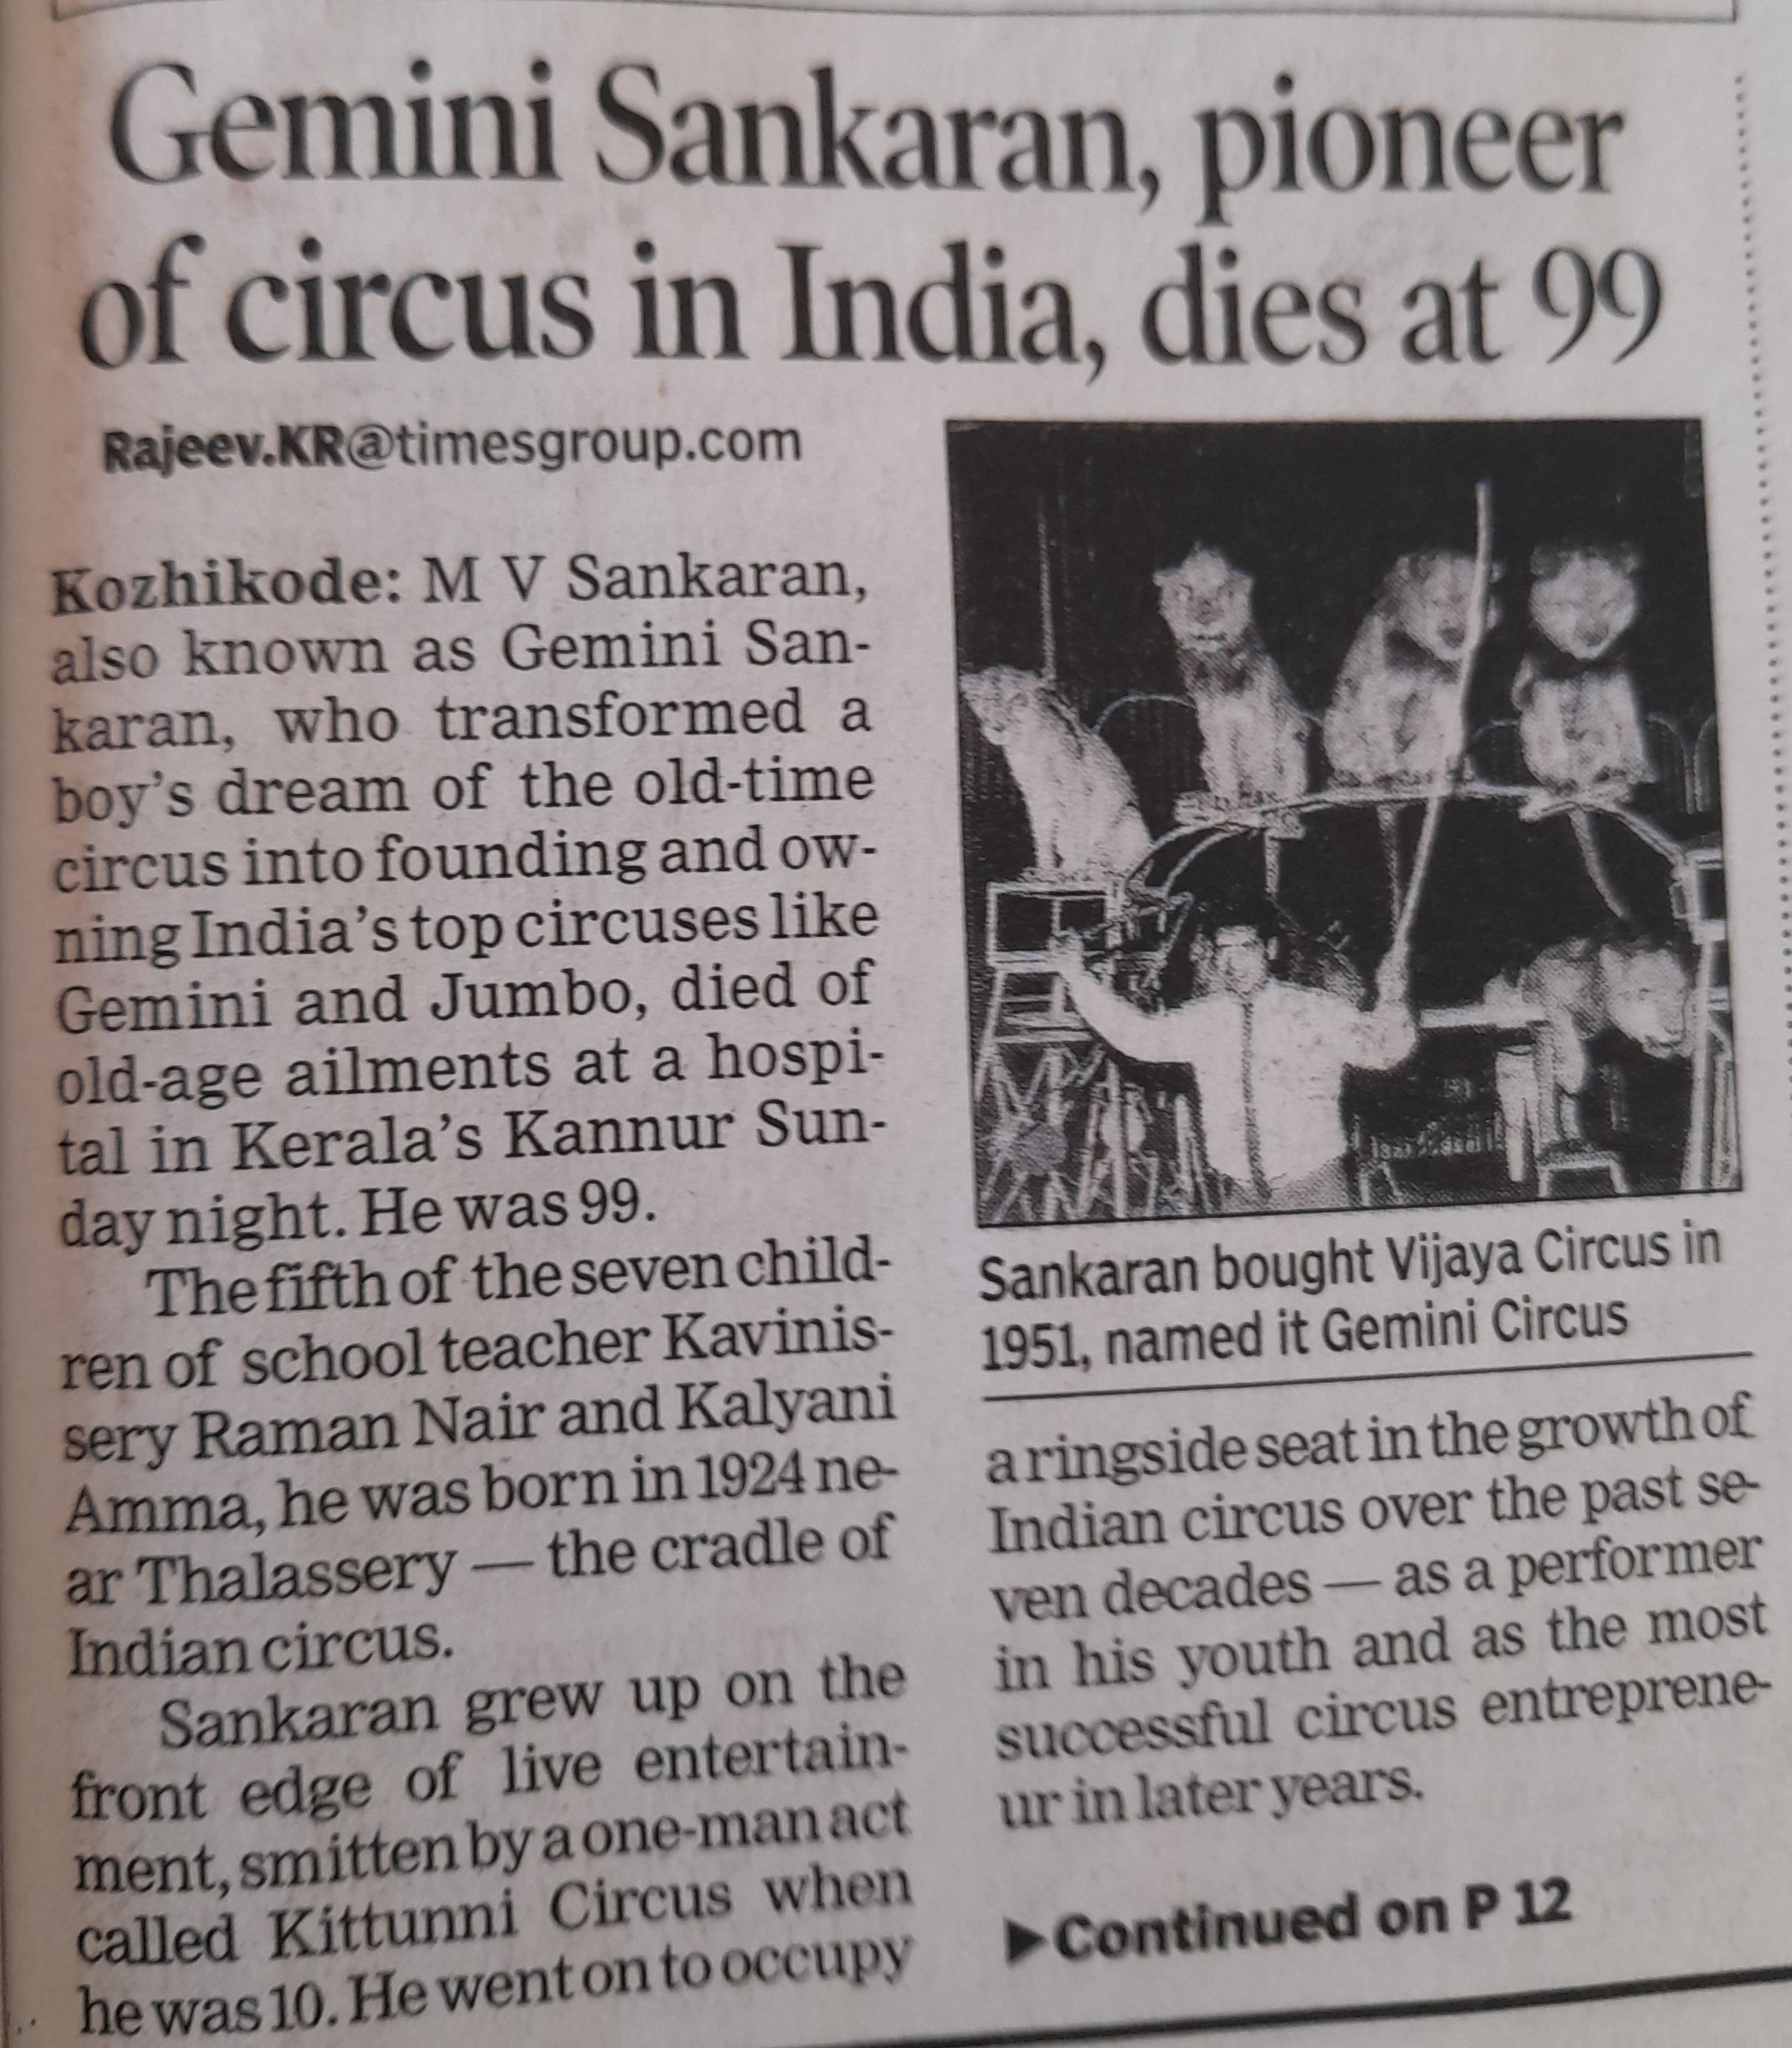 Gemini Sankaran, pioneer
of circus in India, dies at 99
Rajeev.KR@timesgroup.com
Kozhikode: M V Sankaran,
also known as Gemini San-
karan, who transformed a
boy's dream of the old-time
circus into founding and ow-
ning India's top circuses like
Gemini and Jumbo, died of
old-age ailments at a hospi-
tal in Kerala's Kannur Sun-
day night. He was 99.
The fifth of the seven child-
ren of school teacher Kavinis-
sery Raman Nair and Kalyani
Amma, he was born in 1924 ne-
ar Thalassery — the cradle of
Indian circus.
Sankaran grew up on the
front edge of live entertain-
ment, smitten by a one-man act
called Kittunni Circus when
he was 10. He went on to occupy
Sankaran bought Vijaya Circus in
1951, named it Gemini Circus
a ringside seat in the growth of
Indian circus over the past se-
ven decades — as a performer
in his youth and as the most
successful circus entreprene-
ur in later years.
▶Continued on P 12